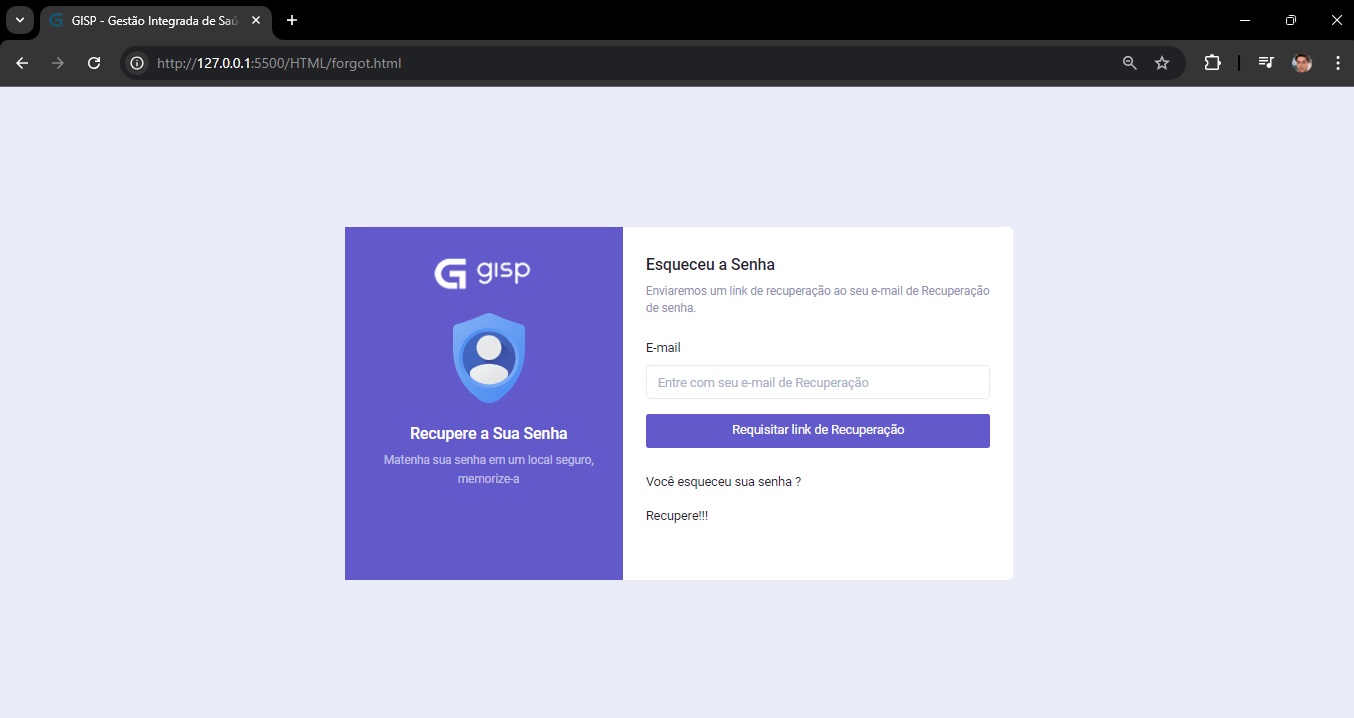 GISP - Gestão Integrada de Saú
http://127.0.0.1:5500/HTML/forgot.html
gisp
Recupere a Sua Senha
Matenha sua senha em um local seguro,
memorize-a
Esqueceu a Senha
Enviaremos um link de recuperação ao seu e-mail de Recuperação
de senha.
E-mail
Entre com seu e-mail de Recuperação
Requisitar link de Recuperação
Você esqueceu sua senha ?
Recupere!!!